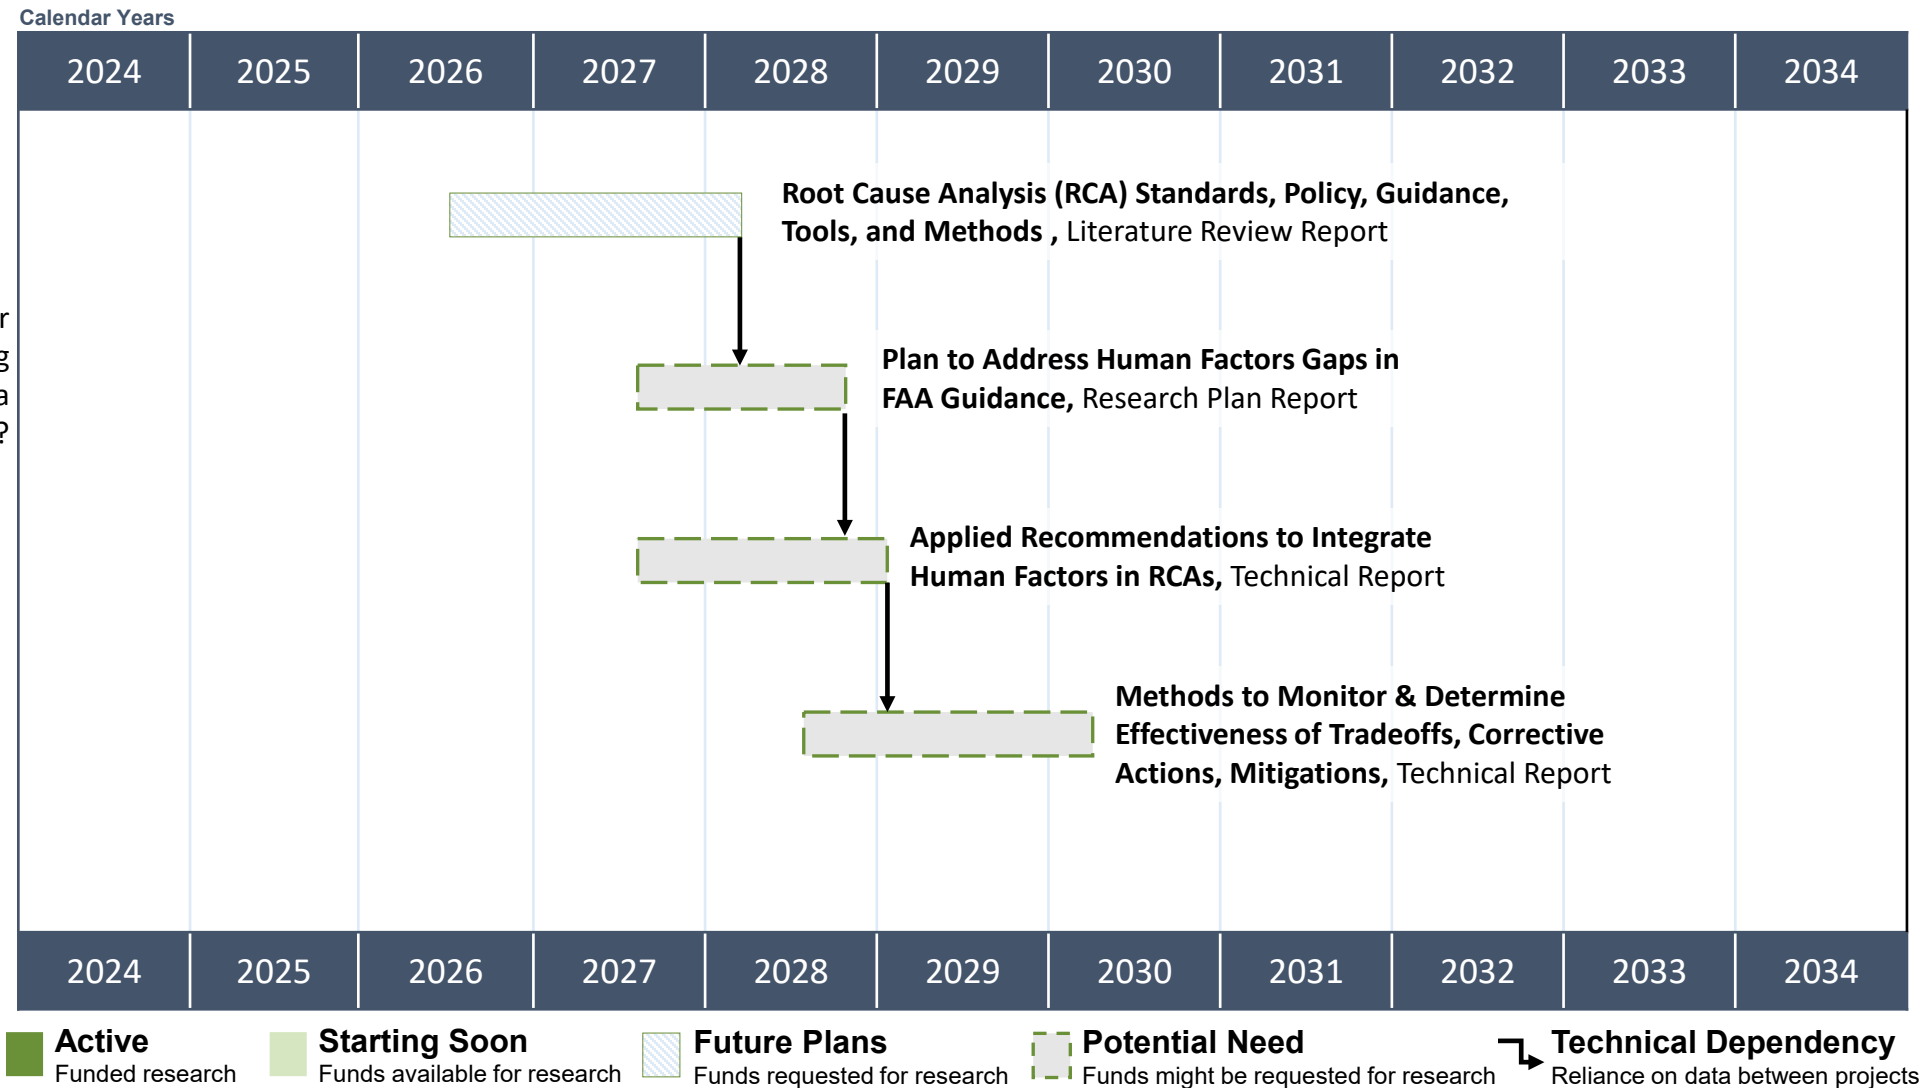 Calendar Years
2024 2025 2026 2027 2028 2029 2030 2031 2032 2033 2034
Root Cause Analysis (RCA) Standards, Policy, Guidance,
Tools, and Methods , Literature Review Report
r
g
a
?
Plan to Address Human Factors Gaps in
FAA Guidance, Research Plan Report
Applied Recommendations to Integrate
Human Factors in RCAs, Technical Report
Methods to Monitor & Determine
Effectiveness of Tradeoffs, Corrective
Actions, Mitigations, Technical Report
2024 2025 2026 2027 2028 2029 2030 2031 2032 2033 2034
Active
Funded research
Starting Soon
Funds available for research
Future Plans
Funds requested for research
Potential Need
Funds might be requested for research
Technical Dependency
Reliance on data between projects